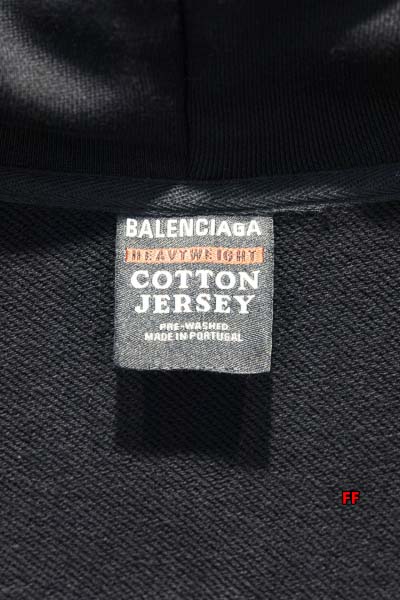 BALENCIAGA
HEAVYWEIGHT
COTTON
JERSEY
PRE-WASHED
MADE IN PORTUGAL
FF